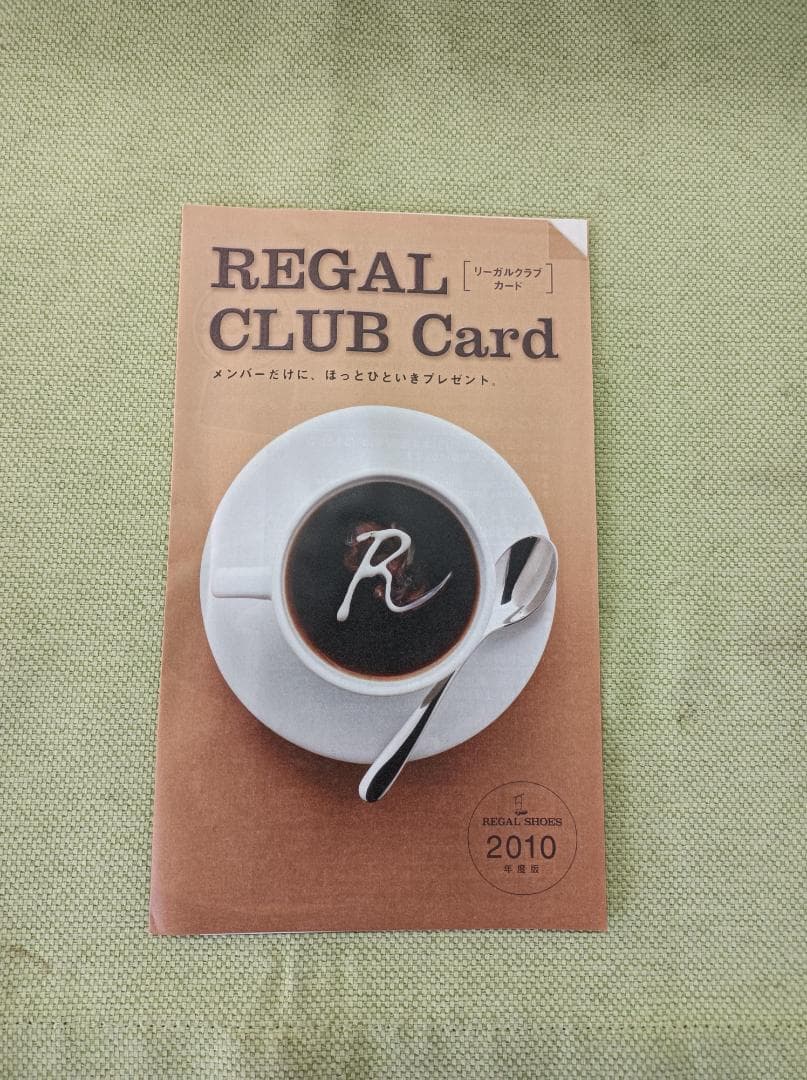 REGAL
［リーガルクラブ
カード］
CLUB Card
メンバーだけに、ほっとひといきプレゼント。
R
REGAL SHOES
2010
年度版